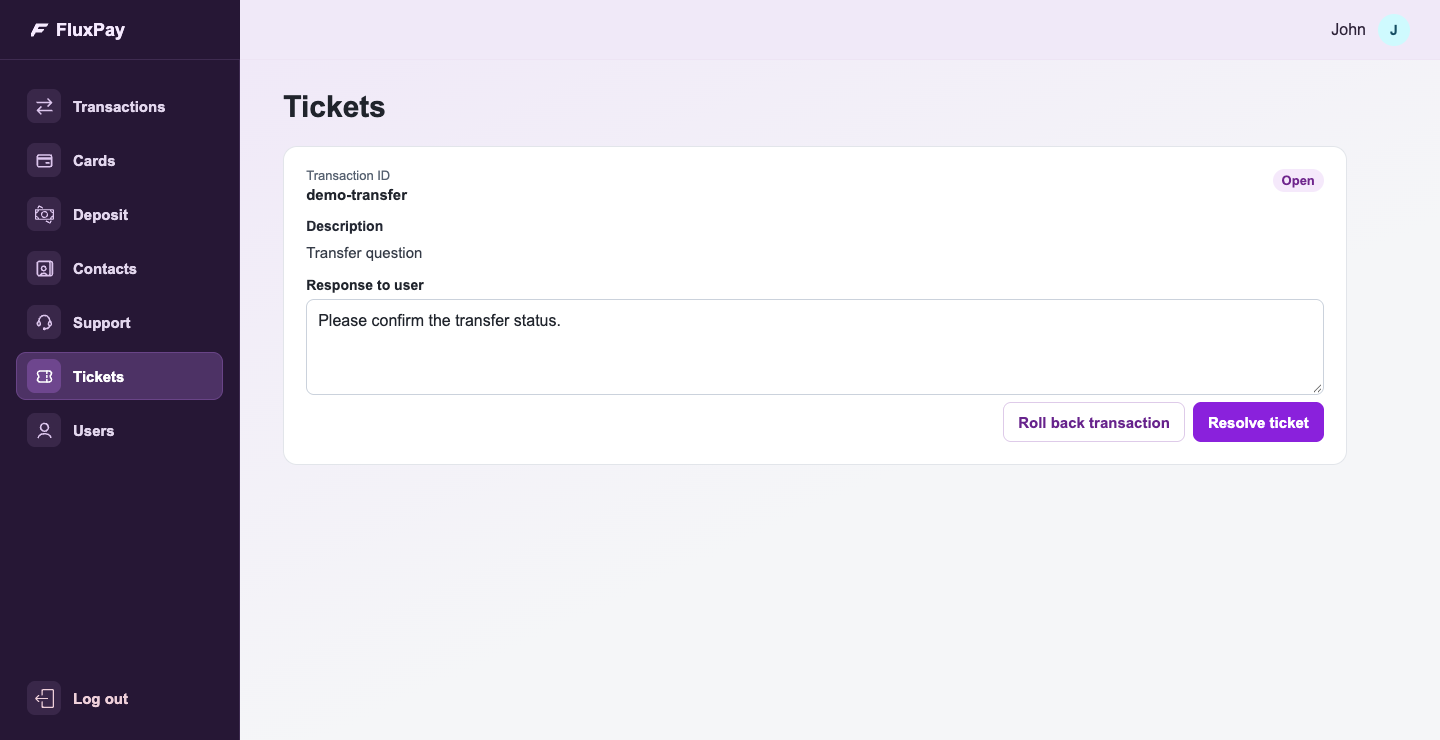 FluxPay
John
J
Transactions
Cards
Deposit
Contacts
Support
Tickets
Users
Log out
Tickets
Transaction ID
Open
demo-transfer
Description
Transfer question
Response to user
Please confirm the transfer status.
Roll back transaction
Resolve ticket